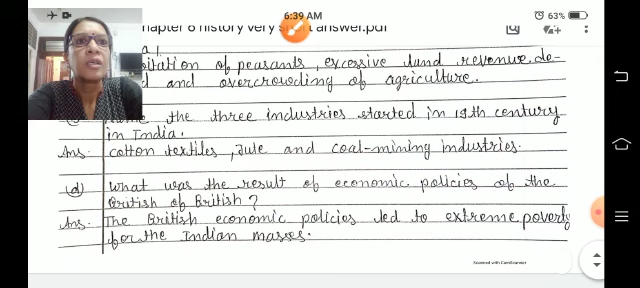 6:39 AM
63%
hapter 6 history very short answer.pdf
a!
itation of peasants, excessive land revenue de-
d and overcrowding of agriculture.
the three industries started in 19th century
in India.
Ans. cotton textiles, Jute and coal-mining industries.
(d) What was the result of economic policies of the
British of British?
Ans. The British economic policies led to extreme poverty
for the Indian masses.
Scanned with CamScanner